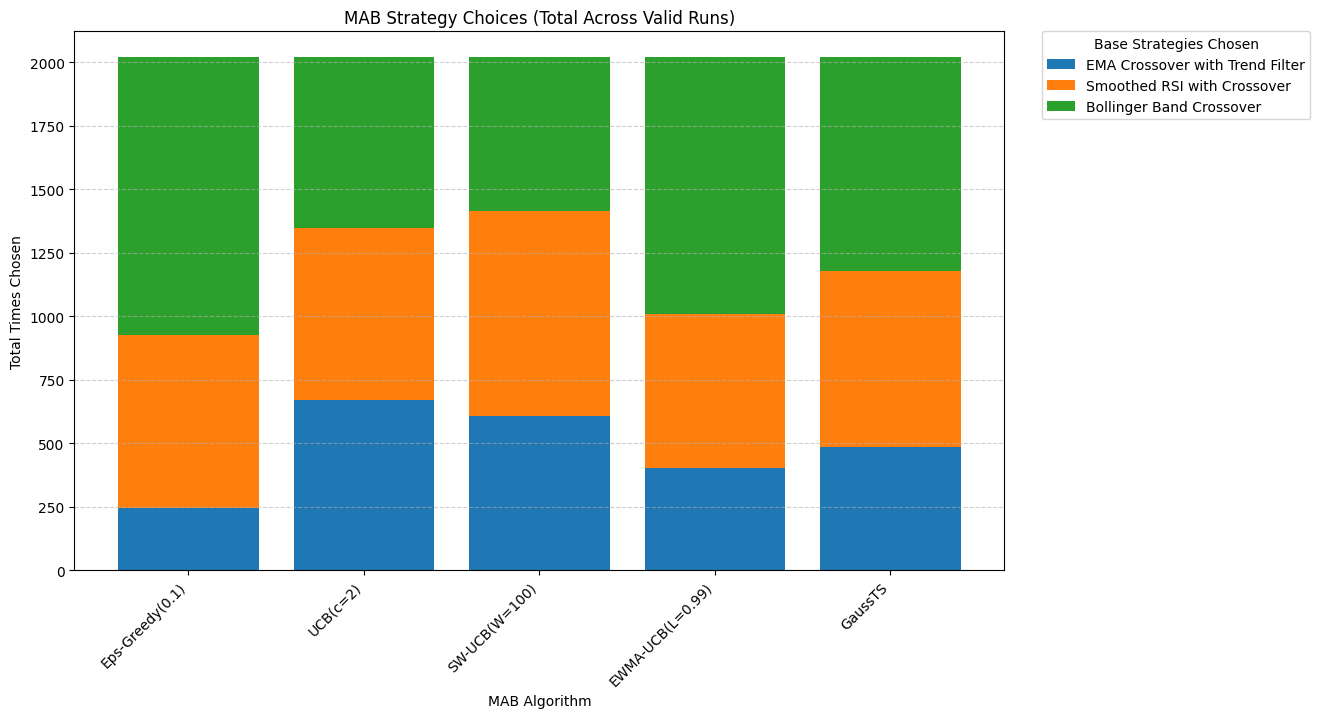 MAB Strategy Choices (Total Across Valid Runs)
Base Strategies Chosen
EMA Crossover with Trend Filter
Smoothed RSI with Crossover
Bollinger Band Crossover
Total Times Chosen
2000
1750
1500
1250
1000
750
500
250
0
Eps-Greedy(0.1)
UCB(c=2)
SW-UCB(W=100)
EWMA-UCB(L=0.99)
GaussTS
MAB Algorithm